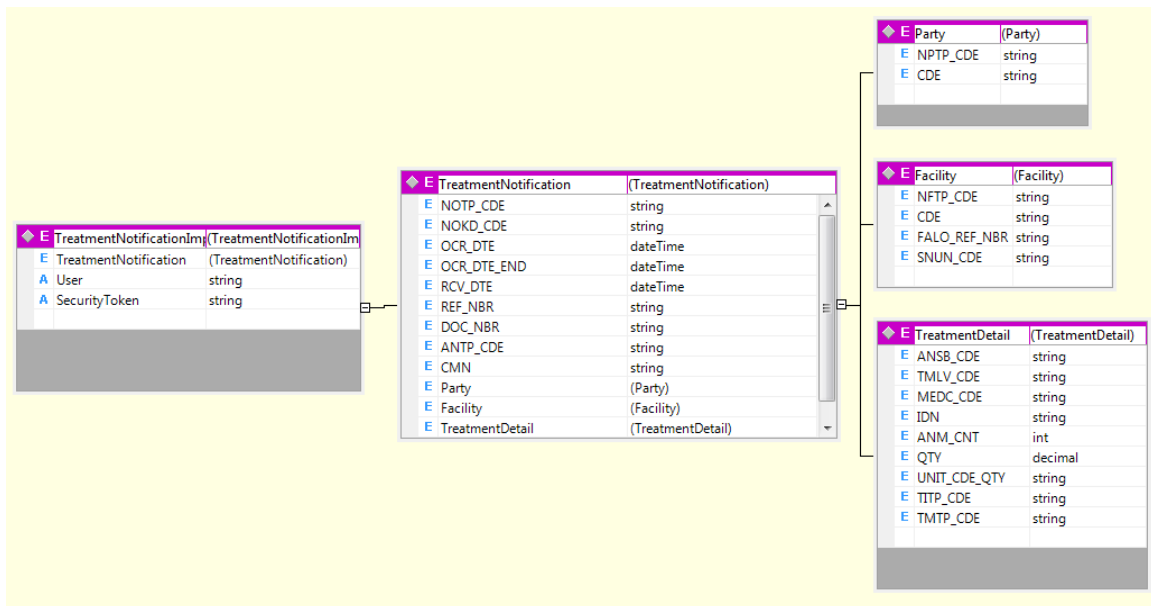 E TreatmentNotificationImp (TreatmentNotificationIm
E TreatmentNotification (TreatmentNotification)
A User string
A SecurityToken string
E TreatmentNotification (TreatmentNotification)
E NOTP_CDE string
E NOKD_CDE string
E OCR_DTE dateTime
E OCR_DTE_END dateTime
E RCV_DTE dateTime
E REF_NBR string
E DOC_NBR string
E ANTP_CDE string
E CMN string
E Party (Party)
E Facility (Facility)
E TreatmentDetail (TreatmentDetail)
E Party (Party)
E NPTP_CDE string
E CDE string
E Facility (Facility)
E NFTP_CDE string
E CDE string
E FALO_REF_NBR string
E SNUN_CDE string
E TreatmentDetail (TreatmentDetail)
E ANSB_CDE string
E TMLV_CDE string
E MEDC_CDE string
E IDN string
E ANM_CNT int
E QTY decimal
E UNIT_CDE_QTY string
E TITP_CDE string
E TMTP_CDE string